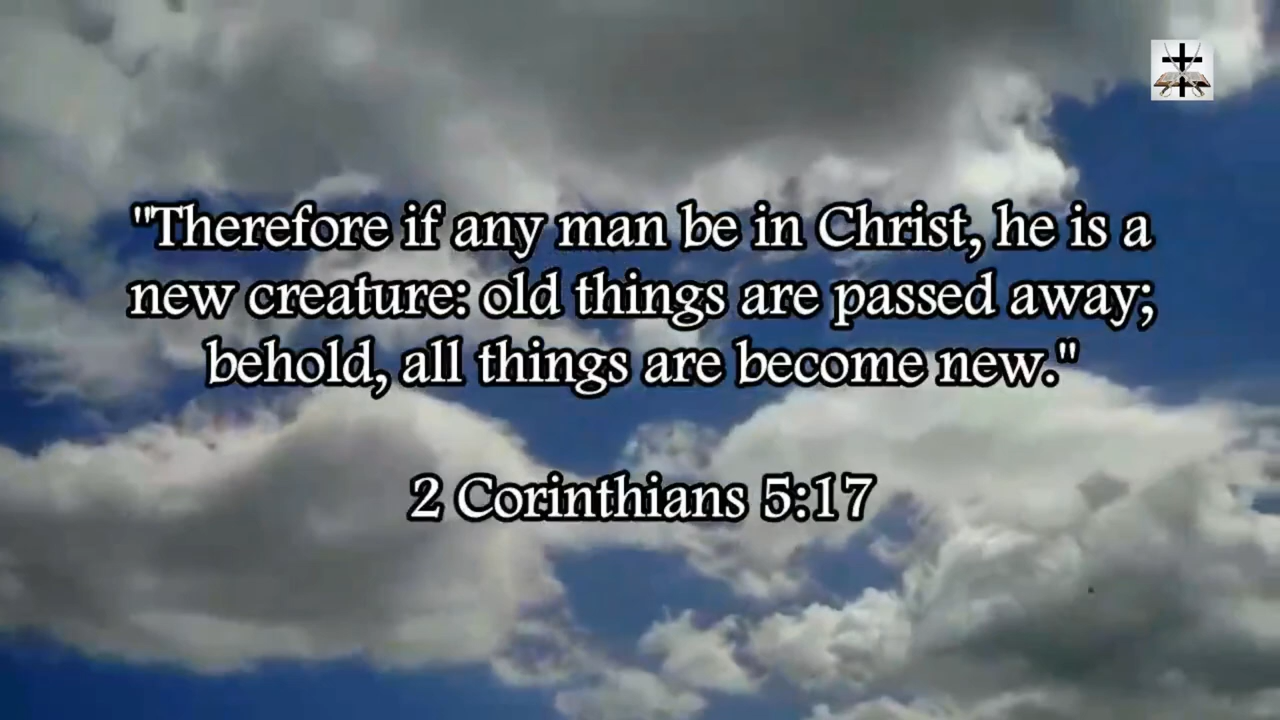 "Therefore if any man be in Christ, he is a
new creature: old things are passed away;
behold, all things are become new."
2 Corinthians 5:17